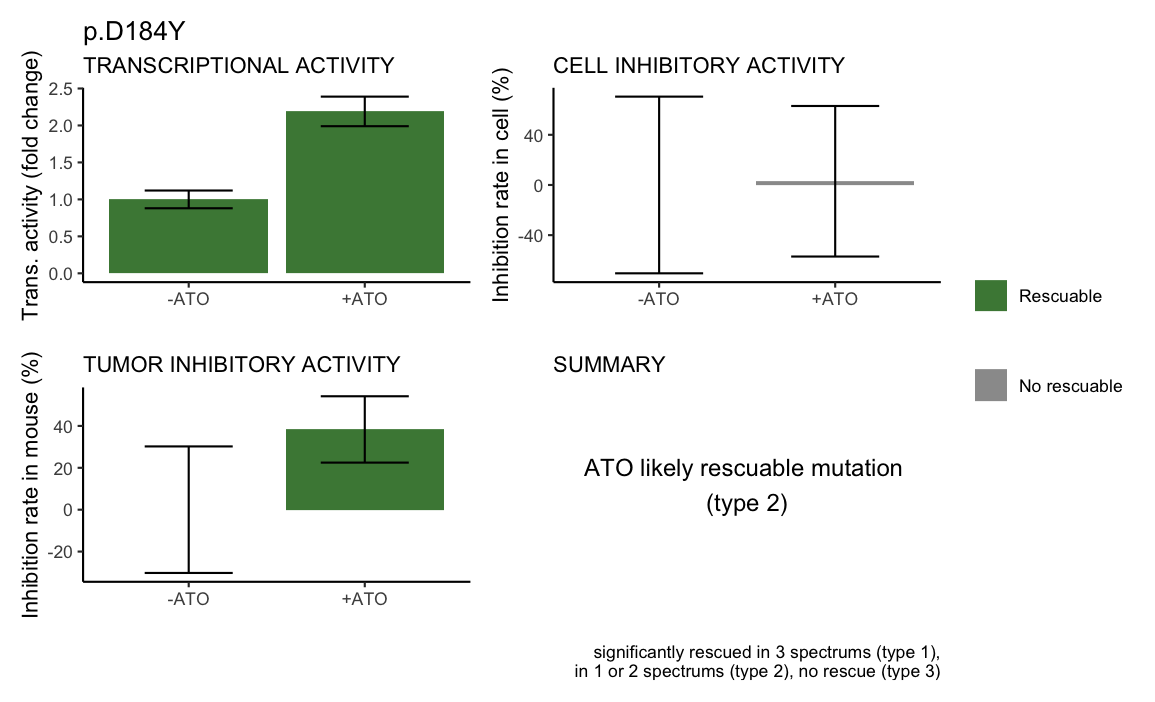 p.D184Y
TRANSCRIPTIONAL ACTIVITY
Trans. activity (fold change)
2.5
2.0
1.5
1.0
0.5
0.0
-ATO
+ATO
CELL INHIBITORY ACTIVITY
Inhibition rate in cell (%)
40
0
-40
-ATO
+ATO
Rescuable
No rescuable
TUMOR INHIBITORY ACTIVITY
Inhibition rate in mouse (%)
40
20
0
-20
-ATO
+ATO
SUMMARY
ATO likely rescuable mutation
(type 2)
significantly rescued in 3 spectrums (type 1),
in 1 or 2 spectrums (type 2), no rescue (type 3)